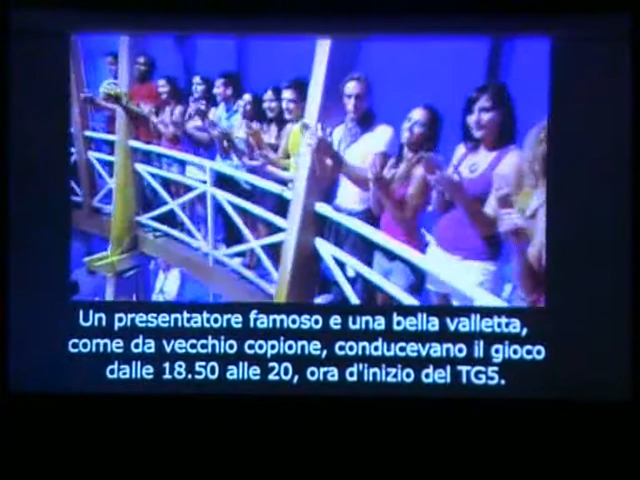 Un presentatore famoso e una bella valletta,
come da vecchio copione, conducevano il gioco
dalle 18.50 alle 20, ora d'inizio del TG5.